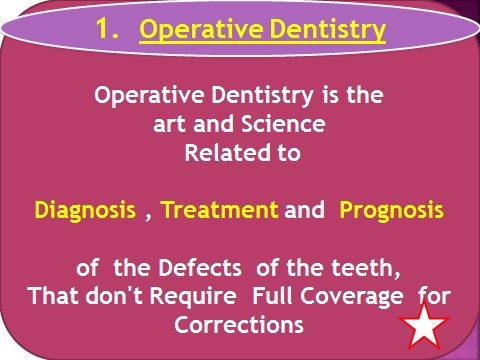 1. Operative Dentistry
Operative Dentistry is the
art and Science
Related to
Diagnosis , Treatment and Prognosis
of the Defects of the teeth,
That don't Require Full Coverage for
Corrections